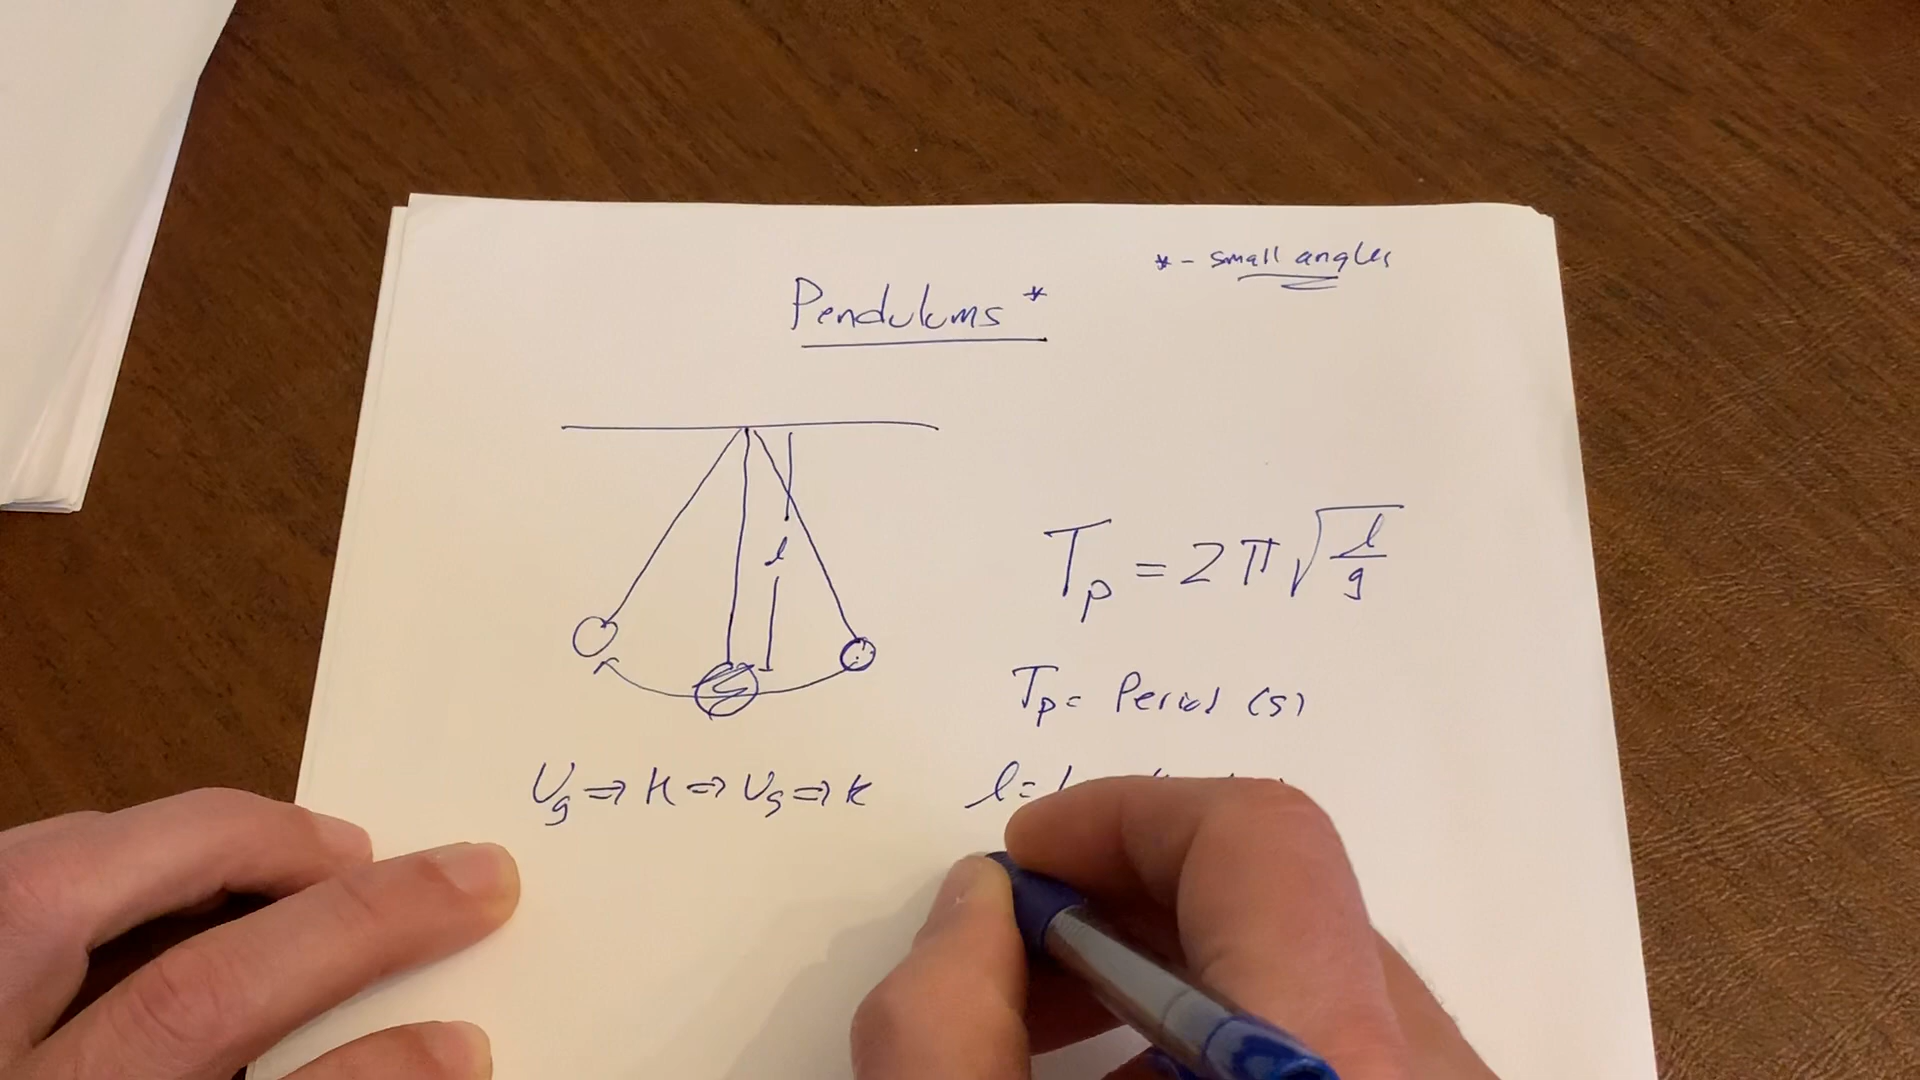 * - small angles
Pendulums *
l
Tp = 2π√(l/g)
Tp = Period (s)
Ug ⇒ K ⇒ Ug ⇒ K
l =